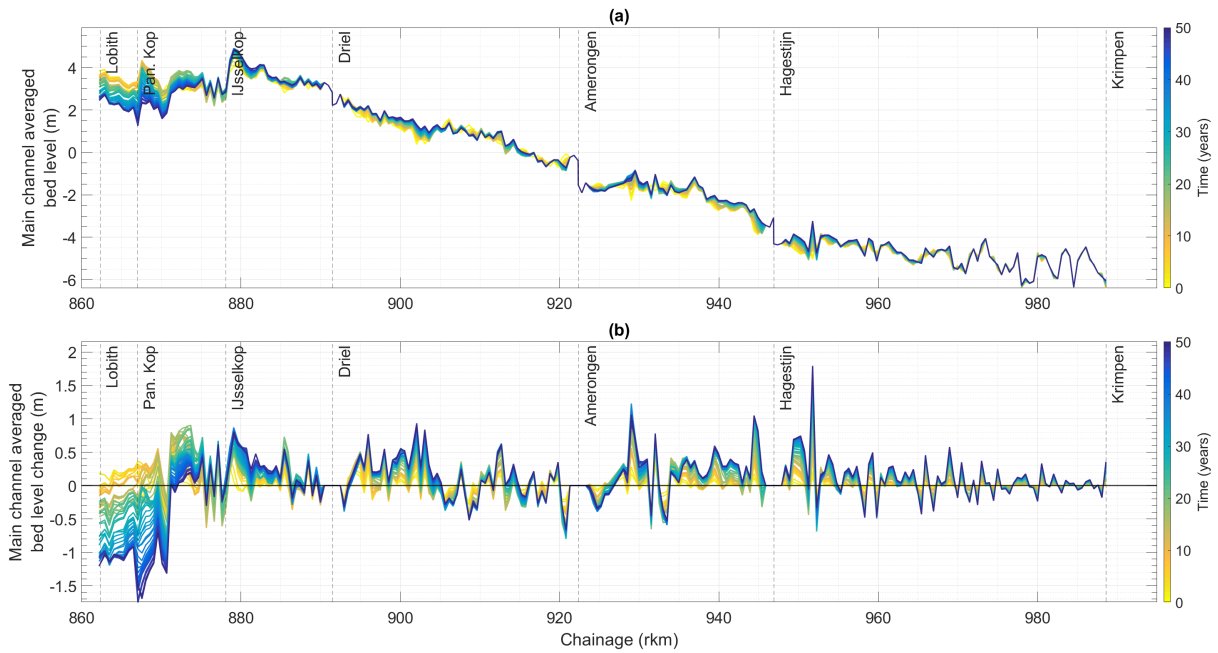 (a)
Main channel averaged
bed level (m)
4
2
0
-2
-4
-6
Lobith
Pan. Kop
IJsselkop
Driel
Amerongen
Hagestijn
Krimpen
860
880
900
920
940
960
980
50
40
30
20
10
0
Time (years)
(b)
Main channel averaged
bed level change (m)
2
1.5
1
0.5
0
-0.5
-1
-1.5
Lobith
Pan. Kop
IJsselkop
Driel
Amerongen
Hagestijn
Krimpen
860
880
900
920
940
960
980
Chainage (rkm)
50
40
30
20
10
0
Time (years)